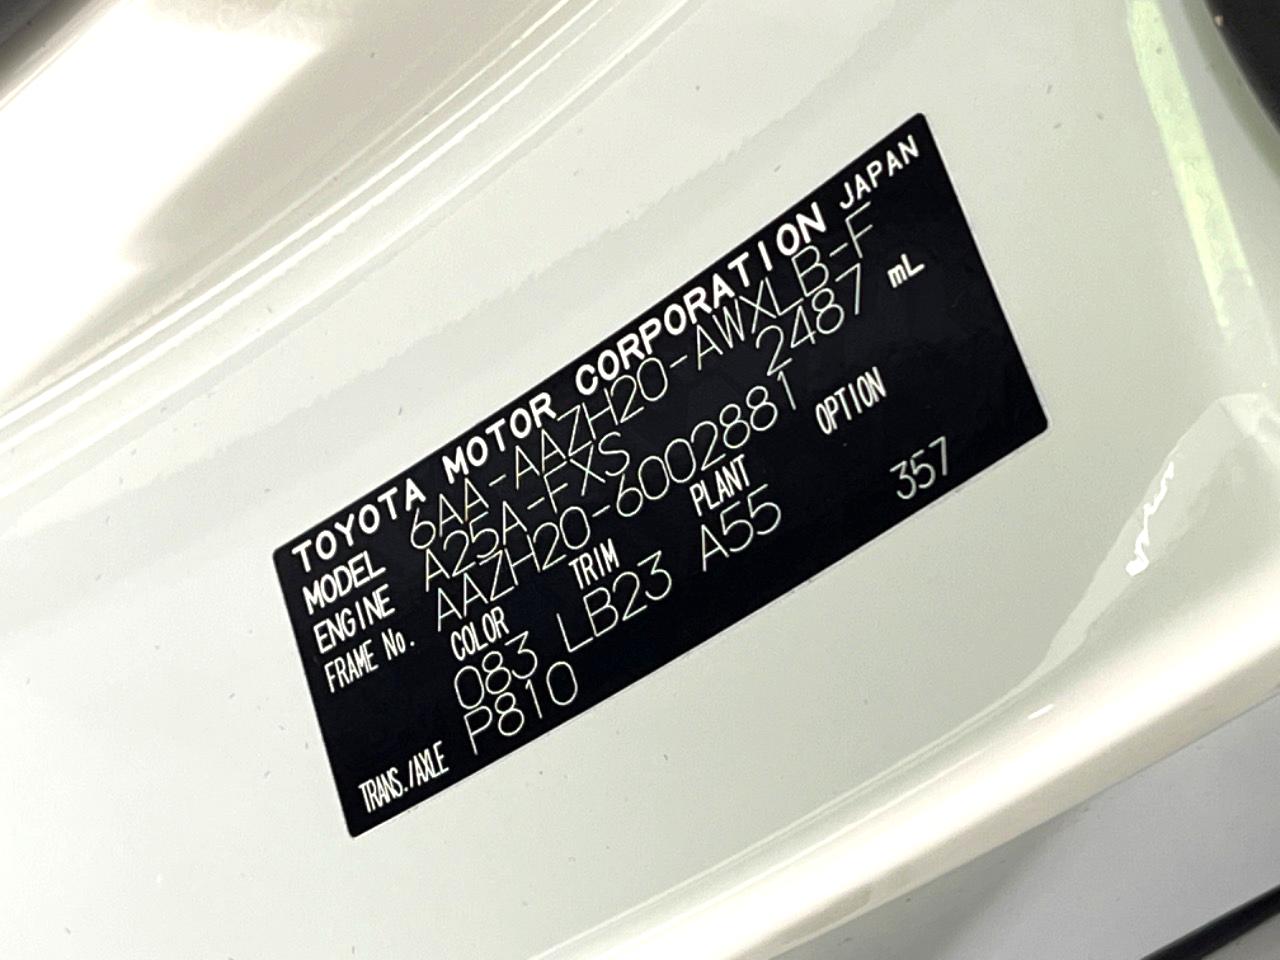 TOYOTA MOTOR CORPORATION JAPAN
MODEL 6AA-AAZH20-AWXLB-F
ENGINE A25A-FXS 2487 mL
FRAME No. AAZH20-6002881
COLOR TRIM PLANT OPTION
083 LB23 A55 357
TRANS./AXLE P810